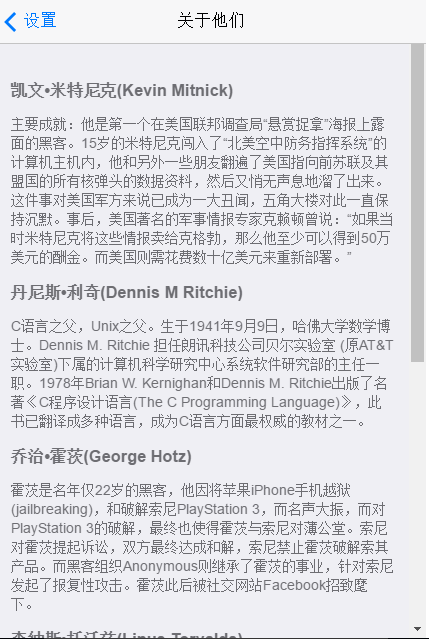 设置
关于他们
凯文•米特尼克(Kevin Mitnick)
主要成就：他是第一个在美国联邦调查局“悬赏捉拿”海报上露
面的黑客。15岁的米特尼克闯入了“北美空中防务指挥系统”的
计算机主机内，他和另外一些朋友翻遍了美国指向前苏联及其
盟国的所有核弹头的数据资料，然后又悄无声息地溜了出来。
这件事对美国军方来说已成为一大丑闻，五角大楼对此一直保
持沉默。事后，美国著名的军事情报专家克赖顿曾说：“如果当
时米特尼克将这些情报卖给克格勃，那么他至少可以得到50万
美元的酬金。而美国则需花费数十亿美元来重新部署。”
丹尼斯•利奇(Dennis M Ritchie)
C语言之父，Unix之父。生于1941年9月9日，哈佛大学数学博
士。Dennis M. Ritchie 担任朗讯科技公司贝尔实验室 (原AT&T
实验室)下属的计算机科学研究中心系统软件研究部的主任一
职。1978年Brian W. Kernighan和Dennis M. Ritchie出版了名
著《C程序设计语言(The C Programming Language)》，此
书已翻译成多种语言，成为C语言方面最权威的教材之一。
乔治•霍茨(George Hotz)
霍茨是名年仅22岁的黑客，他因将苹果iPhone手机越狱
(jailbreaking)，和破解索尼PlayStation 3，而名声大振，而对
PlayStation 3的破解，最终也使得霍茨与索尼对薄公堂。索尼
对霍茨提起诉讼，双方最终达成和解，索尼禁止霍茨破解索其
产品。而黑客组织Anonymous则继承了霍茨的事业，针对索尼
发起了报复性攻击。霍茨此后被社交网站Facebook招致麾
下。
李纳斯•托沃兹(Linus Torvalds)